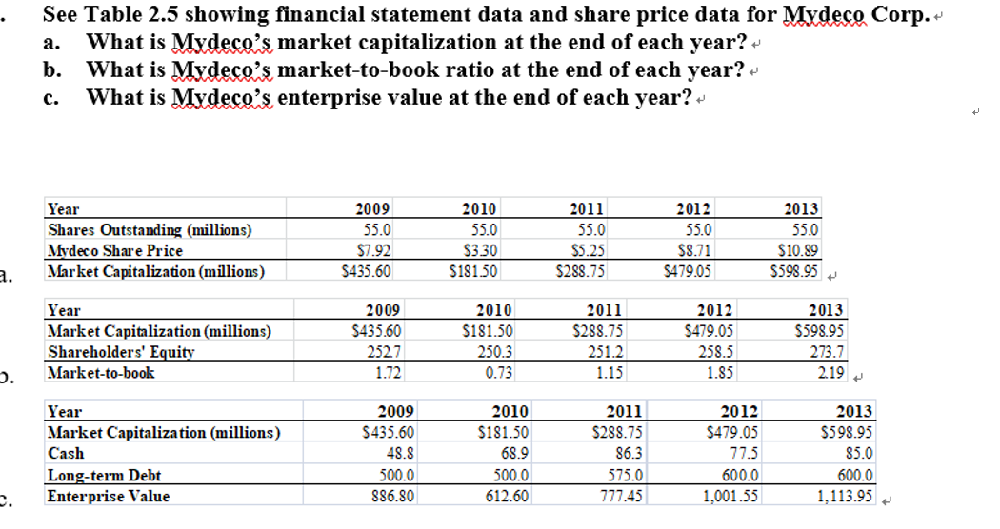 . See Table 2.5 showing financial statement data and share price data for Mydeco Corp.
a. What is Mydeco's market capitalization at the end of each year?
b. What is Mydeco's market-to-book ratio at the end of each year?
c. What is Mydeco's enterprise value at the end of each year?
Year 2009 2010 2011 2012 2013
Shares Outstanding (millions) 55.0 55.0 55.0 55.0 55.0
Mydeco Share Price $7.92 $3.30 $5.25 $8.71 $10.89
a. Market Capitalization (millions) $435.60 $181.50 $288.75 $479.05 $598.95
Year 2009 2010 2011 2012 2013
Market Capitalization (millions) $435.60 $181.50 $288.75 $479.05 $598.95
Shareholders' Equity 252.7 250.3 251.2 258.5 273.7
b. Market-to-book 1.72 0.73 1.15 1.85 2.19
Year 2009 2010 2011 2012 2013
Market Capitalization (millions) $435.60 $181.50 $288.75 $479.05 $598.95
Cash 48.8 68.9 86.3 77.5 85.0
Long-term Debt 500.0 500.0 575.0 600.0 600.0
c. Enterprise Value 886.80 612.60 777.45 1,001.55 1,113.95